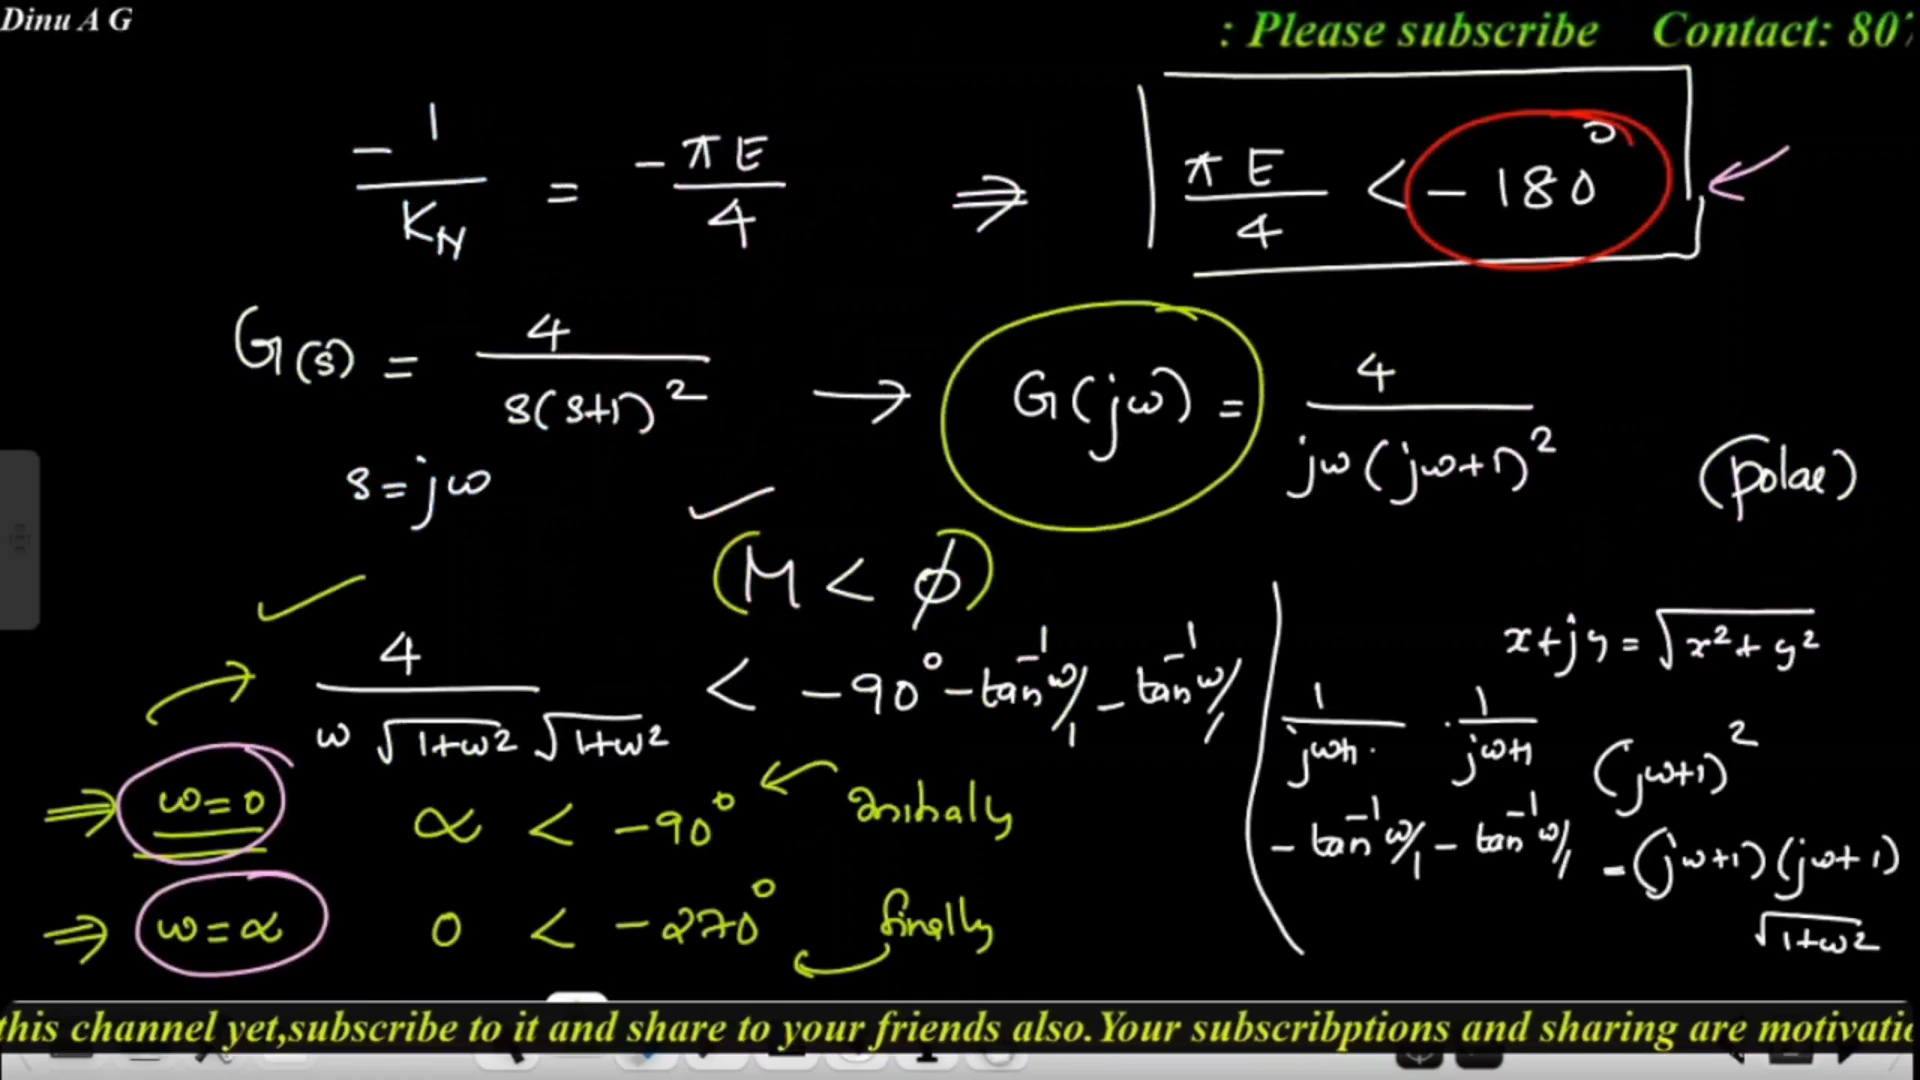 Dinu A G
: Please subscribe Contact: 807
-1/K_N = -πE/4 ⇒ πE/4 < -180°
G(s) = 4/s(s+1)² → G(jω) = 4/jω(jω+1)² (polar)
s=jω
(M < ϕ)
4/ω√1+ω² √1+ω² < -90° -tan⁻¹ω/1 - tan⁻¹ω/1
x+jy = √x²+y²
1/jω+1 . 1/jω+1 (jω+1)²
-tan⁻¹ω/1 - tan⁻¹ω/1 = (jω+1)(jω+1)
√1+ω²
⇒ ω=0 ∝ < -90° Initially
⇒ ω=∝ 0 < -270° finally
this channel yet,subscribe to it and share to your friends also.Your subscribptions and sharing are motivatio